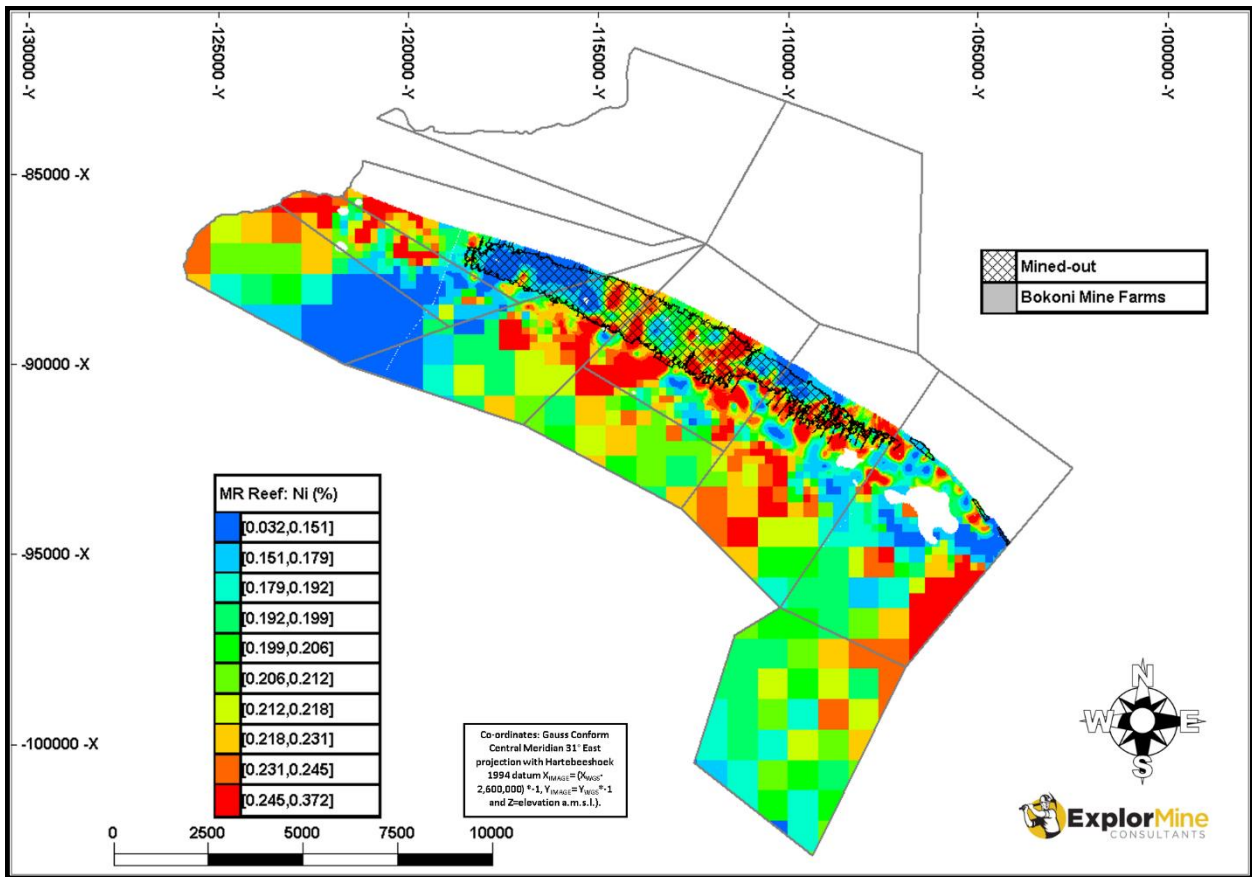 -130000 -Y
-125000 -Y
-120000 -Y
-115000 -Y
-110000 -Y
-105000 -Y
-100000 -Y
-85000 -X
-90000 -X
-95000 -X
-100000 -X
Mined-out
Bokoni Mine Farms
MR Reef: Ni (%)
[0.032,0.151]
[0.151,0.179]
[0.179,0.192]
[0.192,0.199]
[0.199,0.206]
[0.206,0.212]
[0.212,0.218]
[0.218,0.231]
[0.231,0.245]
[0.245,0.372]
Co-ordinates: Gauss Conform
Central Meridian 31° East
projection with Hartebeeshoek
1994 datum XIMAGE= (XWGS-
2,600,000) *-1, YIMAGE=YWGS*-1
and Z=elevation a.m.s.l.).
0 2500 5000 7500 10000
N
W E
S
ExplorMine
CONSULTANTS